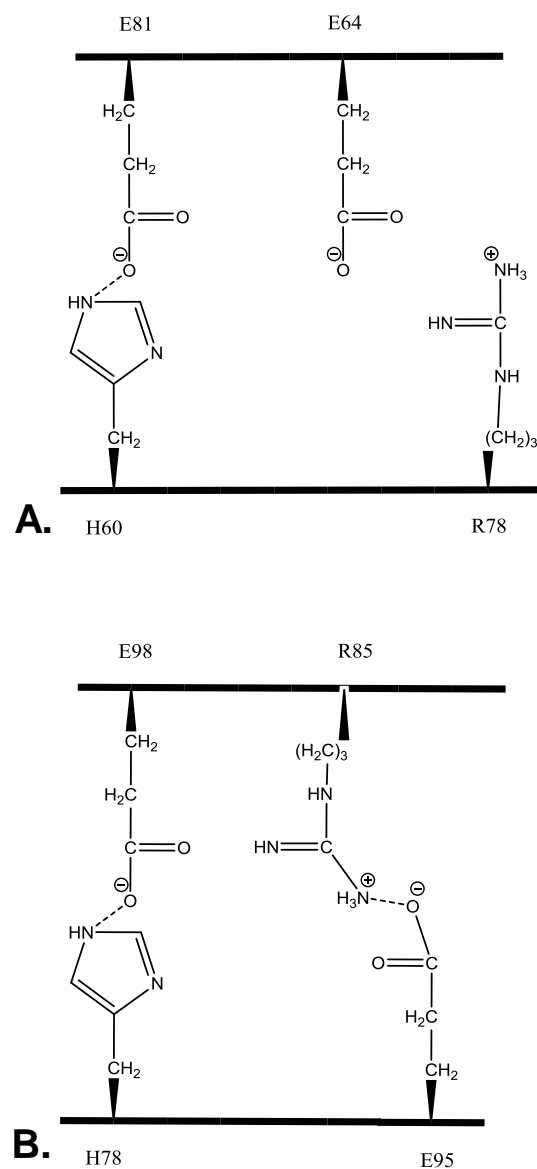 E81 E64
H₂C CH₂
CH₂ CH₂
C O C O
⊖ ⊖ ⊕
O O NH₃
HN
HN C
N NH
CH₂ (CH₂)₃
A. H60 R78
E98 R85
CH₂ (H₂C)₃
H₂C HN
C O HN C
⊖ ⊕ ⊖
O H₃N O
HN
O C
N H₂C
CH₂ CH₂
B. H78 E95